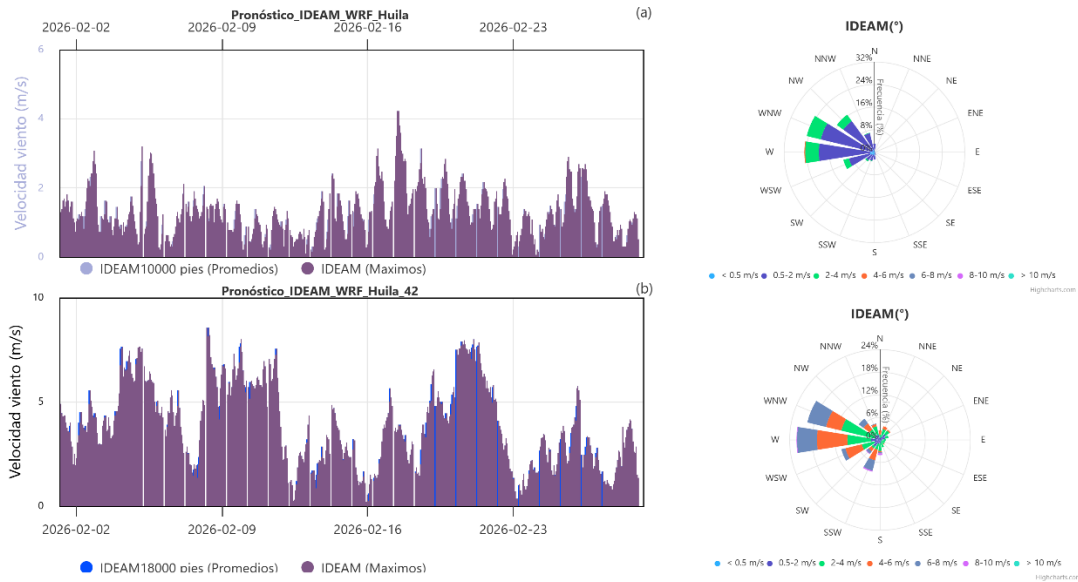 Pronóstico_IDEAM_WRF_Huila
(a)
2026-02-02 2026-02-09 2026-02-16 2026-02-23
Velocidad viento (m/s)
6
4
2
0
IDEAM10000 pies (Promedios) IDEAM (Maximos)
IDEAM(°)
N
NNE
NE
ENE
E
ESE
SE
SSE
S
SSW
SW
WSW
W
WNW
NW
NNW
32%
24%
16%
8%
Frecuencia (%)
< 0.5 m/s 0.5-2 m/s 2-4 m/s 4-6 m/s 6-8 m/s 8-10 m/s > 10 m/s
Highcharts.com
Pronóstico_IDEAM_WRF_Huila_42
(b)
Velocidad viento (m/s)
10
5
0
2026-02-02 2026-02-09 2026-02-16 2026-02-23
IDEAM18000 pies (Promedios) IDEAM (Maximos)
IDEAM(°)
N
NNE
NE
ENE
E
ESE
SE
SSE
S
SSW
SW
WSW
W
WNW
NW
NNW
24%
18%
12%
6%
Frecuencia (%)
< 0.5 m/s 0.5-2 m/s 2-4 m/s 4-6 m/s 6-8 m/s 8-10 m/s > 10 m/s
Highcharts.com